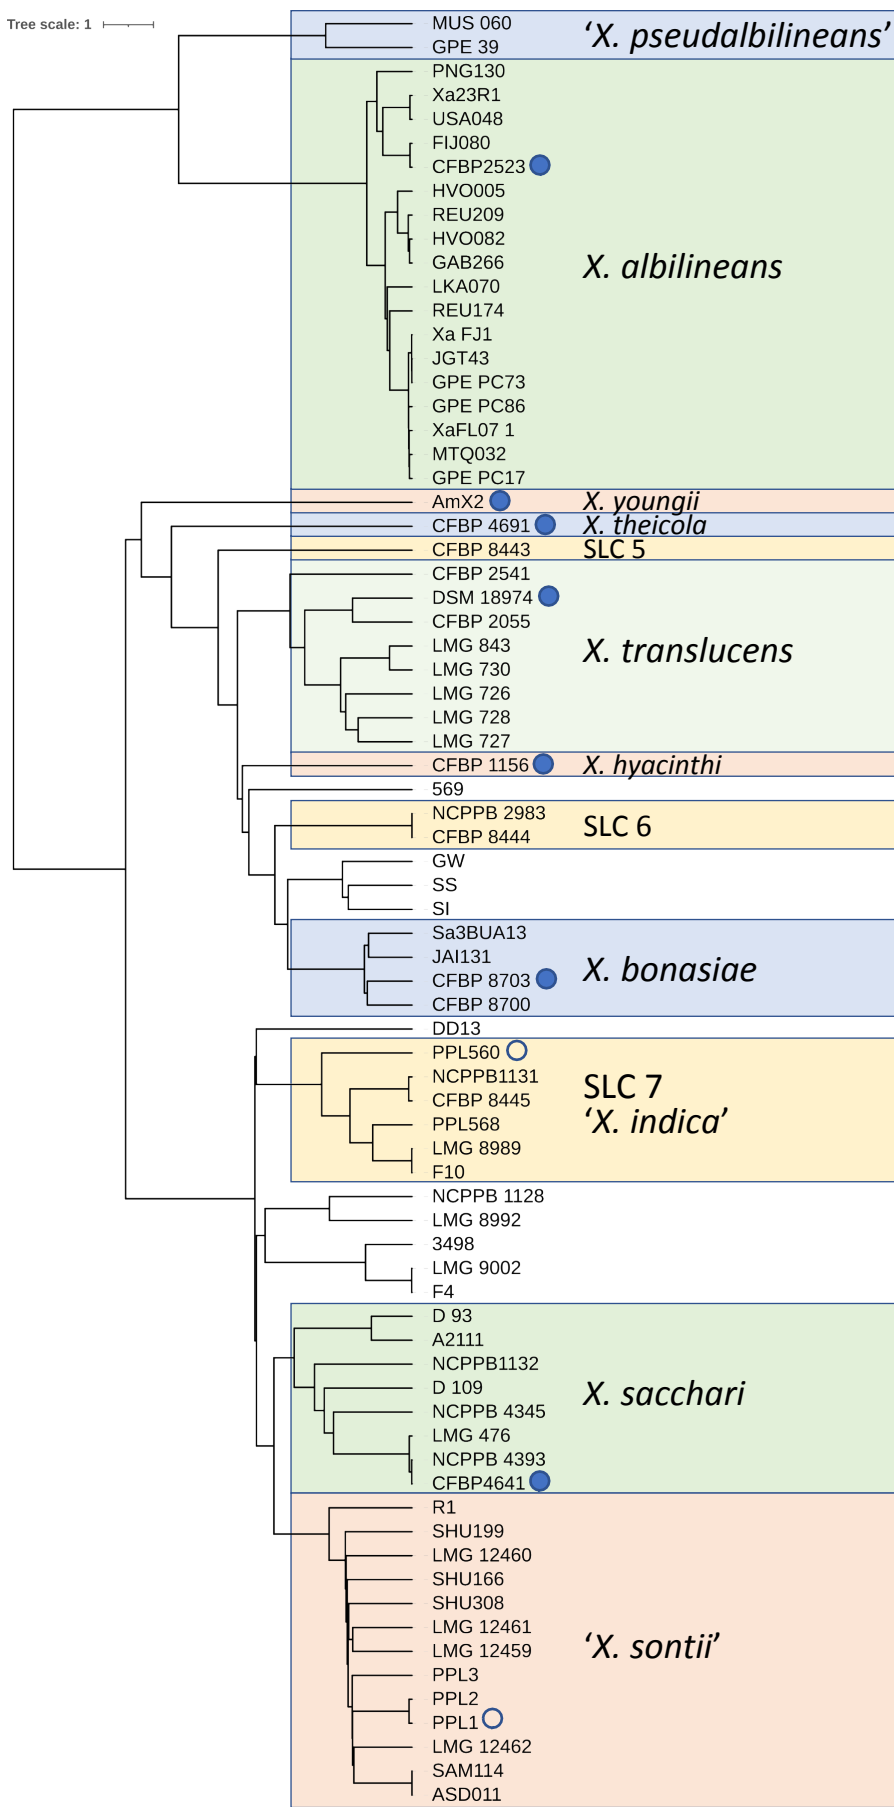 Tree scale: 1
MUS 060
GPE 39
‘X. pseudalbilineans’
PNG130
Xa23R1
USA048
FIJ080
CFBP2523
HVO005
REU209
HVO082
GAB266
X. albilineans
LKA070
REU174
Xa FJ1
JGT43
GPE PC73
GPE PC86
XaFL07 1
MTQ032
GPE PC17
AmX2 X. youngii
CFBP 4691 X. theicola
CFBP 8443 SLC 5
CFBP 2541
DSM 18974
CFBP 2055
LMG 843
X. translucens
LMG 730
LMG 726
LMG 728
LMG 727
CFBP 1156 X. hyacinthi
569
NCPPB 2983
SLC 6
CFBP 8444
GW
SS
SI
Sa3BUA13
JAI131
X. bonasiae
CFBP 8703
CFBP 8700
DD13
PPL560
NCPPB1131
SLC 7
CFBP 8445
‘X. indica’
PPL568
LMG 8989
F10
NCPPB 1128
LMG 8992
3498
LMG 9002
F4
D 93
A2111
NCPPB1132
D 109
X. sacchari
NCPPB 4345
LMG 476
NCPPB 4393
CFBP4641
R1
SHU199
LMG 12460
SHU166
SHU308
LMG 12461
‘X. sontii’
LMG 12459
PPL3
PPL2
PPL1
LMG 12462
SAM114
ASD011